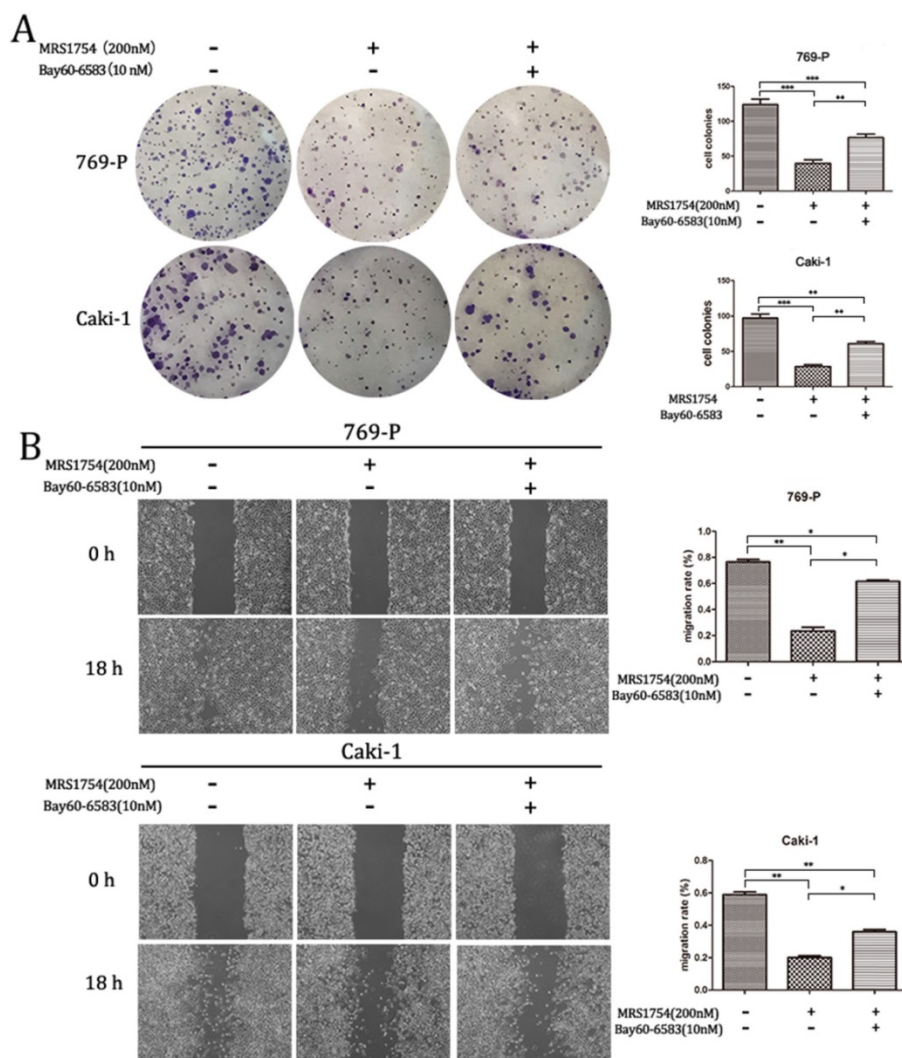 A
MRS1754 (200nM) - + +
Bay60-6583 (10 nM) - - +
769-P
Caki-1
769-P
cell colonies
150
100
50
0
*** *** **
MRS1754(200nM) - + +
Bay60-6583(10nM) - - +
Caki-1
cell colonies
150
100
50
0
** *** **
MRS1754 - + +
Bay60-6583 - - +
B
769-P
MRS1754(200nM) - + +
Bay60-6583(10nM) - - +
0 h
18 h
769-P
migration rate (%)
1.0
0.8
0.6
0.4
0.2
0.0
* ** *
MRS1754(200nM) - + +
Bay60-6583(10nM) - - +
Caki-1
MRS1754(200nM) - + +
Bay60-6583(10nM) - - +
0 h
18 h
Caki-1
migration rate (%)
0.8
0.6
0.4
0.2
0.0
** ** *
MRS1754(200nM) - + +
Bay60-6583(10nM) - - +